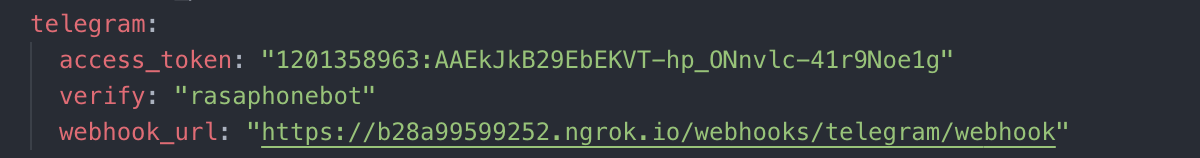 telegram:
access_token: "1201358963:AAEkJkB29EbEKVT-hp_ONnvlc-41r9Noe1g"
verify: "rasaphonebot"
webhook_url: "https://b28a99599252.ngrok.io/webhooks/telegram/webhook"